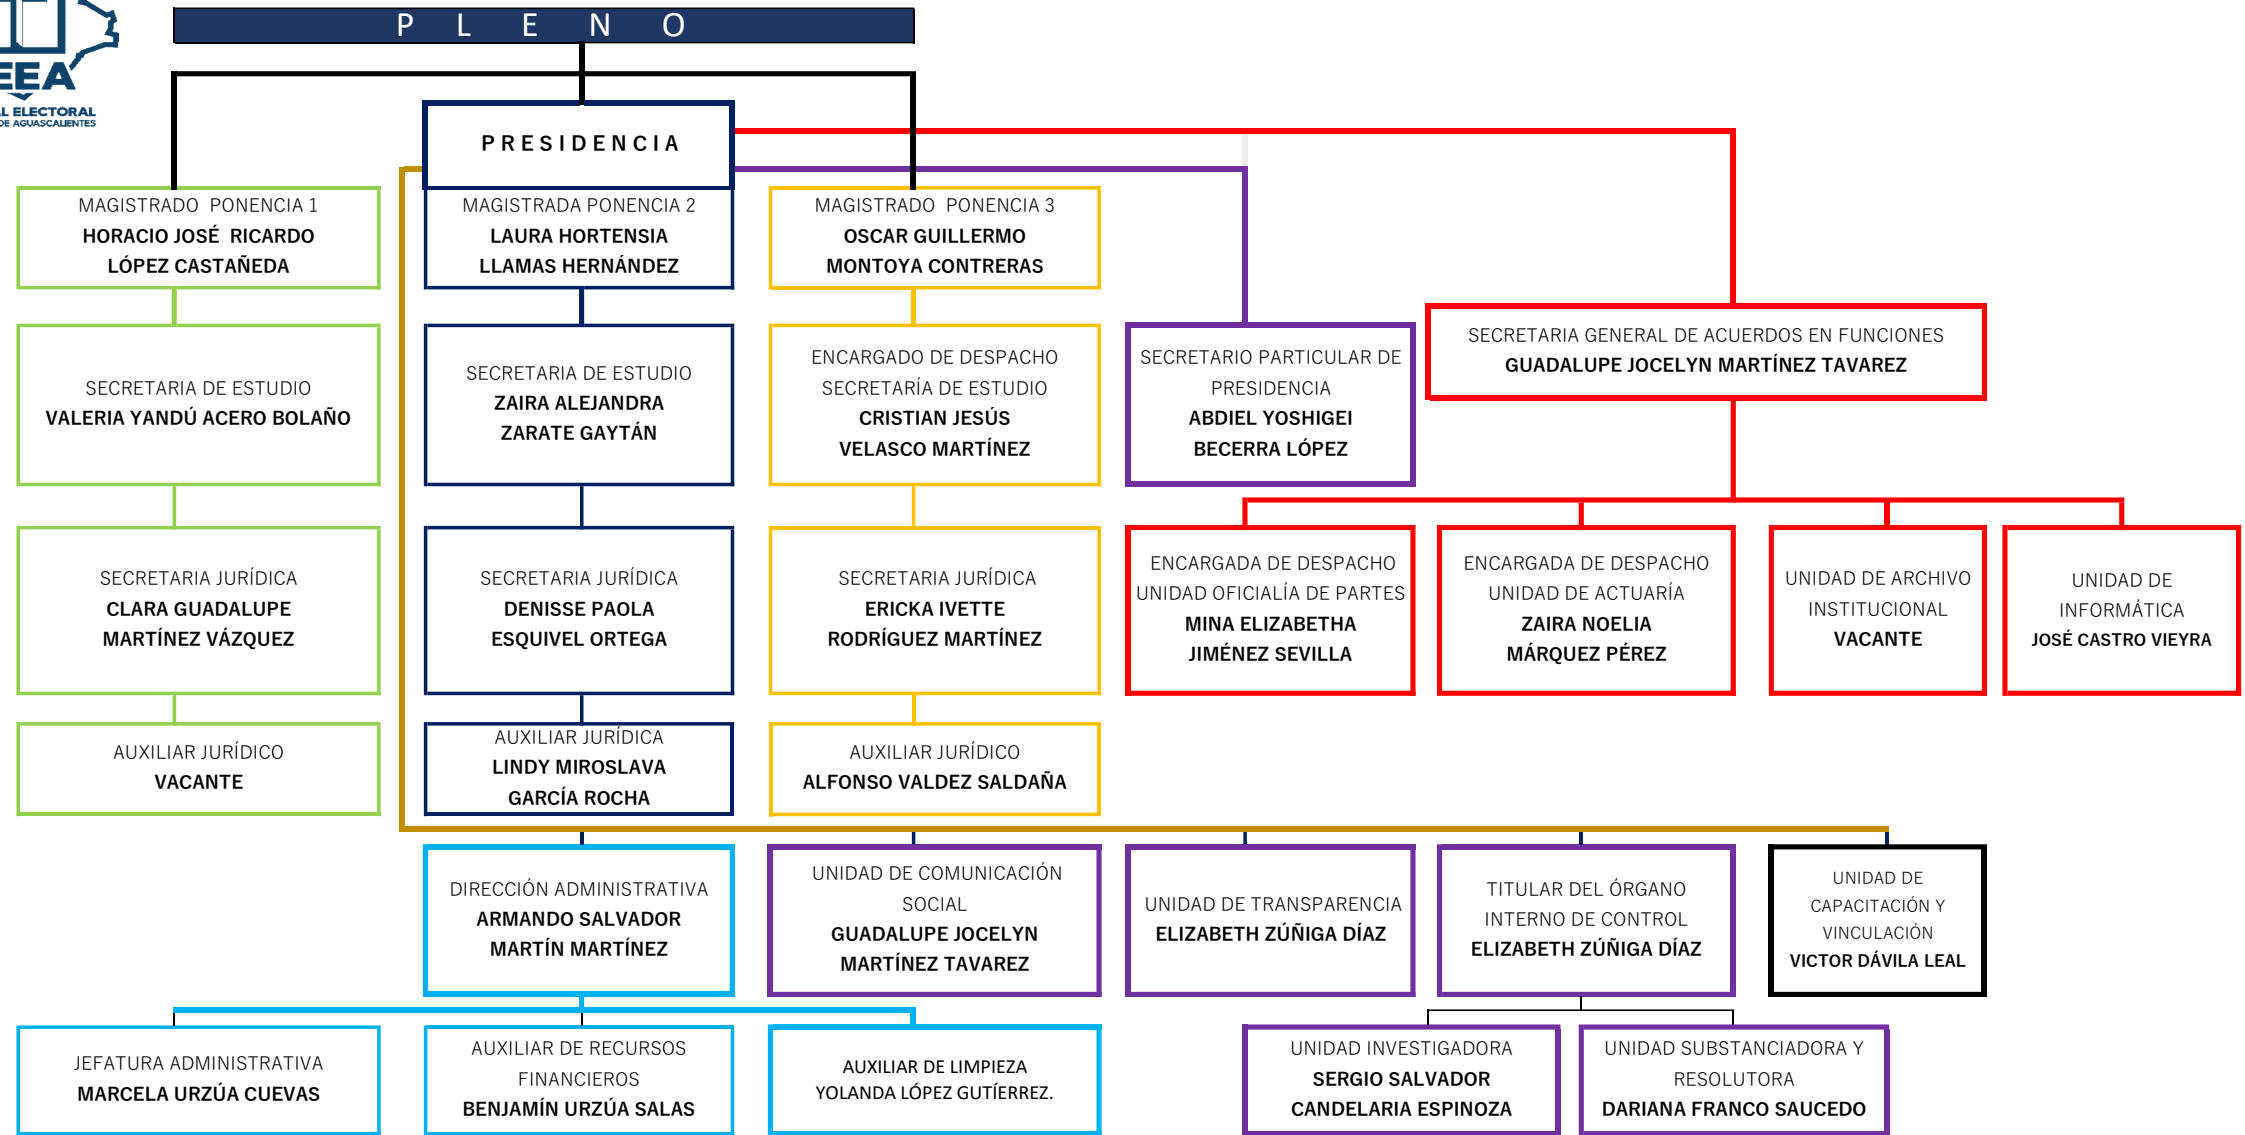 P L E N O
EEA
AL ELECTORAL
DE AGUASCALIENTES
PRESIDENCIA
MAGISTRADO PONENCIA 1
HORACIO JOSÉ RICARDO
LÓPEZ CASTAÑEDA
MAGISTRADA PONENCIA 2
LAURA HORTENSIA
LLAMAS HERNÁNDEZ
MAGISTRADO PONENCIA 3
OSCAR GUILLERMO
MONTOYA CONTRERAS
SECRETARIA DE ESTUDIO
VALERIA YANDÚ ACERO BOLAÑO
SECRETARIA DE ESTUDIO
ZAIRA ALEJANDRA
ZARATE GAYTÁN
ENCARGADO DE DESPACHO
SECRETARÍA DE ESTUDIO
CRISTIAN JESÚS
VELASCO MARTÍNEZ
SECRETARIO PARTICULAR DE
PRESIDENCIA
ABDIEL YOSHIGEI
BECERRA LÓPEZ
SECRETARIA GENERAL DE ACUERDOS EN FUNCIONES
GUADALUPE JOCELYN MARTÍNEZ TAVAREZ
SECRETARIA JURÍDICA
CLARA GUADALUPE
MARTÍNEZ VÁZQUEZ
SECRETARIA JURÍDICA
DENISSE PAOLA
ESQUIVEL ORTEGA
SECRETARIA JURÍDICA
ERICKA IVETTE
RODRÍGUEZ MARTÍNEZ
ENCARGADA DE DESPACHO
UNIDAD OFICIALÍA DE PARTES
MINA ELIZABETHA
JIMÉNEZ SEVILLA
ENCARGADA DE DESPACHO
UNIDAD DE ACTUARÍA
ZAIRA NOELIA
MÁRQUEZ PÉREZ
UNIDAD DE ARCHIVO
INSTITUCIONAL
VACANTE
UNIDAD DE
INFORMÁTICA
JOSÉ CASTRO VIEYRA
AUXILIAR JURÍDICO
VACANTE
AUXILIAR JURÍDICA
LINDY MIROSLAVA
GARCÍA ROCHA
AUXILIAR JURÍDICO
ALFONSO VALDEZ SALDAÑA
DIRECCIÓN ADMINISTRATIVA
ARMANDO SALVADOR
MARTÍN MARTÍNEZ
UNIDAD DE COMUNICACIÓN
SOCIAL
GUADALUPE JOCELYN
MARTÍNEZ TAVAREZ
UNIDAD DE TRANSPARENCIA
ELIZABETH ZÚÑIGA DÍAZ
TITULAR DEL ÓRGANO
INTERNO DE CONTROL
ELIZABETH ZÚÑIGA DÍAZ
UNIDAD DE
CAPACITACIÓN Y
VINCULACIÓN
VICTOR DÁVILA LEAL
JEFATURA ADMINISTRATIVA
MARCELA URZÚA CUEVAS
AUXILIAR DE RECURSOS
FINANCIEROS
BENJAMÍN URZÚA SALAS
AUXILIAR DE LIMPIEZA
YOLANDA LÓPEZ GUTÍERREZ.
UNIDAD INVESTIGADORA
SERGIO SALVADOR
CANDELARIA ESPINOZA
UNIDAD SUBSTANCIADORA Y
RESOLUTORA
DARIANA FRANCO SAUCEDO